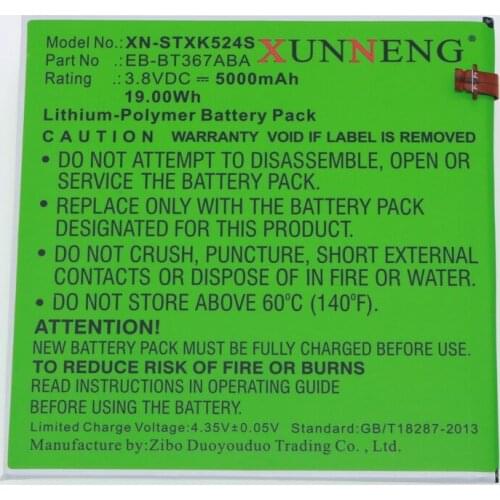 Model No.: XN-STXK524S XUNNENG
Part No : EB-BT367ABA
Rating : 3.8VDC ⎓ 5000mAh
19.00Wh
Lithium-Polymer Battery Pack
CAUTION WARRANTY VOID IF LABEL IS REMOVED
• DO NOT ATTEMPT TO DISASSEMBLE, OPEN OR
SERVICE THE BATTERY PACK.
• REPLACE ONLY WITH THE BATTERY PACK
DESIGNATED FOR THIS PRODUCT.
• DO NOT CRUSH, PUNCTURE, SHORT EXTERNAL
CONTACTS OR DISPOSE OF IN FIRE OR WATER.
• DO NOT STORE ABOVE 60°C (140°F).
ATTENTION!
NEW BATTERY PACK MUST BE FULLY CHARGED BEFORE USE
TO REDUCE RISK OF FIRE OR BURNS
READ INSTRUCTIONS IN OPERATING GUIDE
BEFORE USING THE BATTERY PACK.
Limited Charge Voltage: 4.35V±0.05V Standard:GB/T18287-2013
Manufacture by:Zibo Duoyouduo Trading Co., Ltd.